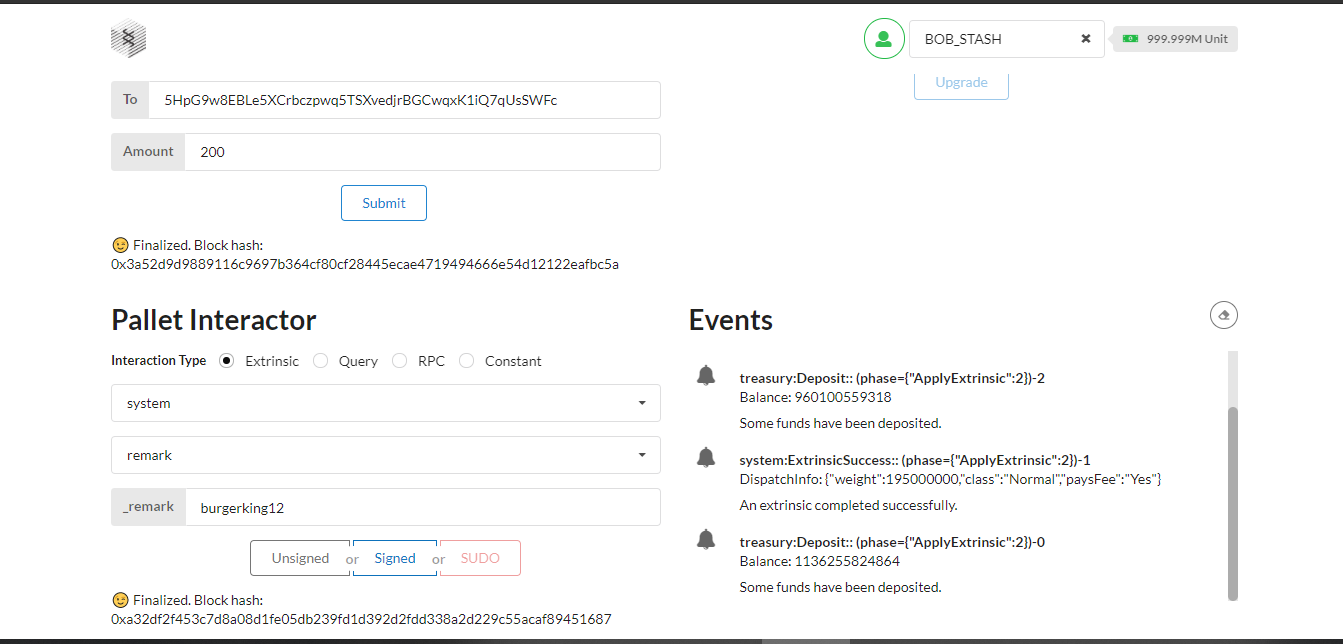 BOB_STASH
999.999M Unit
To
5HpG9w8EBLe5XCrbczpwq5TSXvedjrBGCwqxK1iQ7qUsSWFc
Upgrade
Amount
200
Submit
Finalized. Block hash:
0x3a52d9d9889116c9697b364cf80cf28445ecae4719494666e54d12122eafbc5a
Pallet Interactor
Interaction Type
Extrinsic
Query
RPC
Constant
system
remark
_remark
burgerking12
Unsigned
or
Signed
or
SUDO
Finalized. Block hash:
0xa32df2f453c7d8a08d1fe05db239fd1d392d2fdd338a2d229c55acaf89451687
Events
treasury:Deposit:: (phase={"ApplyExtrinsic":2})-2
Balance: 960100559318
Some funds have been deposited.
system:ExtrinsicSuccess:: (phase={"ApplyExtrinsic":2})-1
DispatchInfo: {"weight":195000000,"class":"Normal","paysFee":"Yes"}
An extrinsic completed successfully.
treasury:Deposit:: (phase={"ApplyExtrinsic":2})-0
Balance: 1136255824864
Some funds have been deposited.